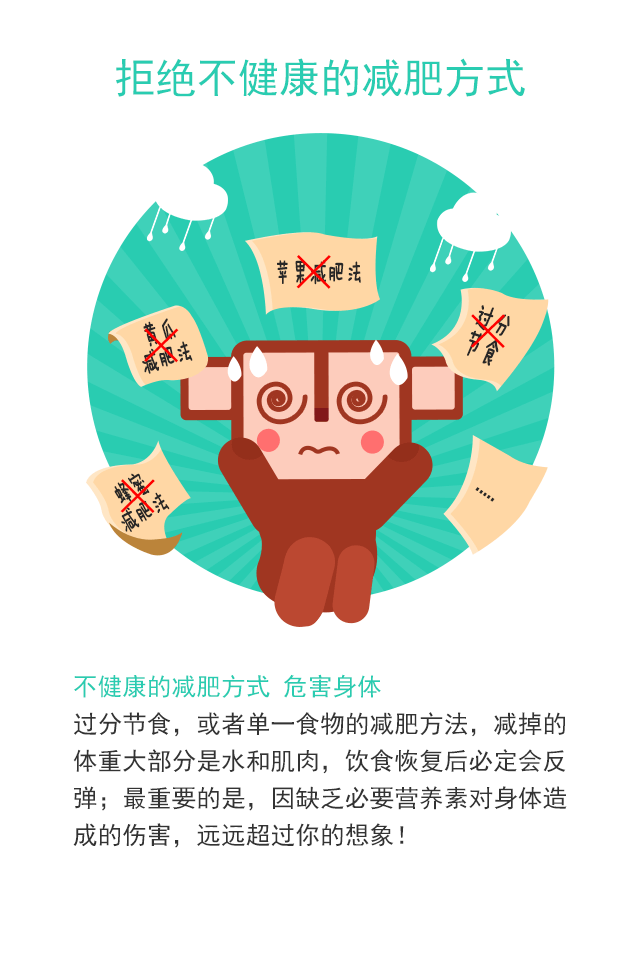 拒绝不健康的减肥方式
苹果减肥法
黄瓜
减肥法
过分
节食
蜂蜜
减肥法
......
不健康的减肥方式 危害身体
过分节食，或者单一食物的减肥方法，减掉的
体重大部分是水和肌肉，饮食恢复后必定会反
弹；最重要的是，因缺乏必要营养素对身体造
成的伤害，远远超过你的想象！